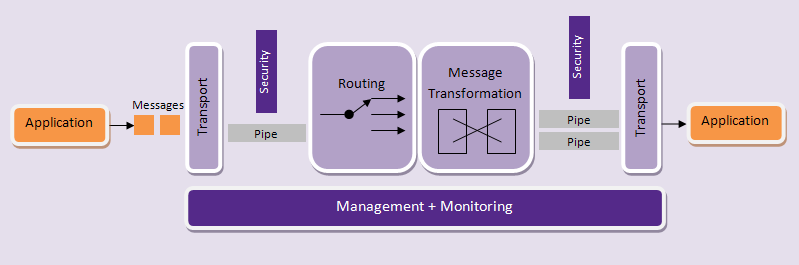 Application
Messages
Transport
Security
Pipe
Routing
Message
Transformation
Security
Pipe
Pipe
Transport
Application
Management + Monitoring